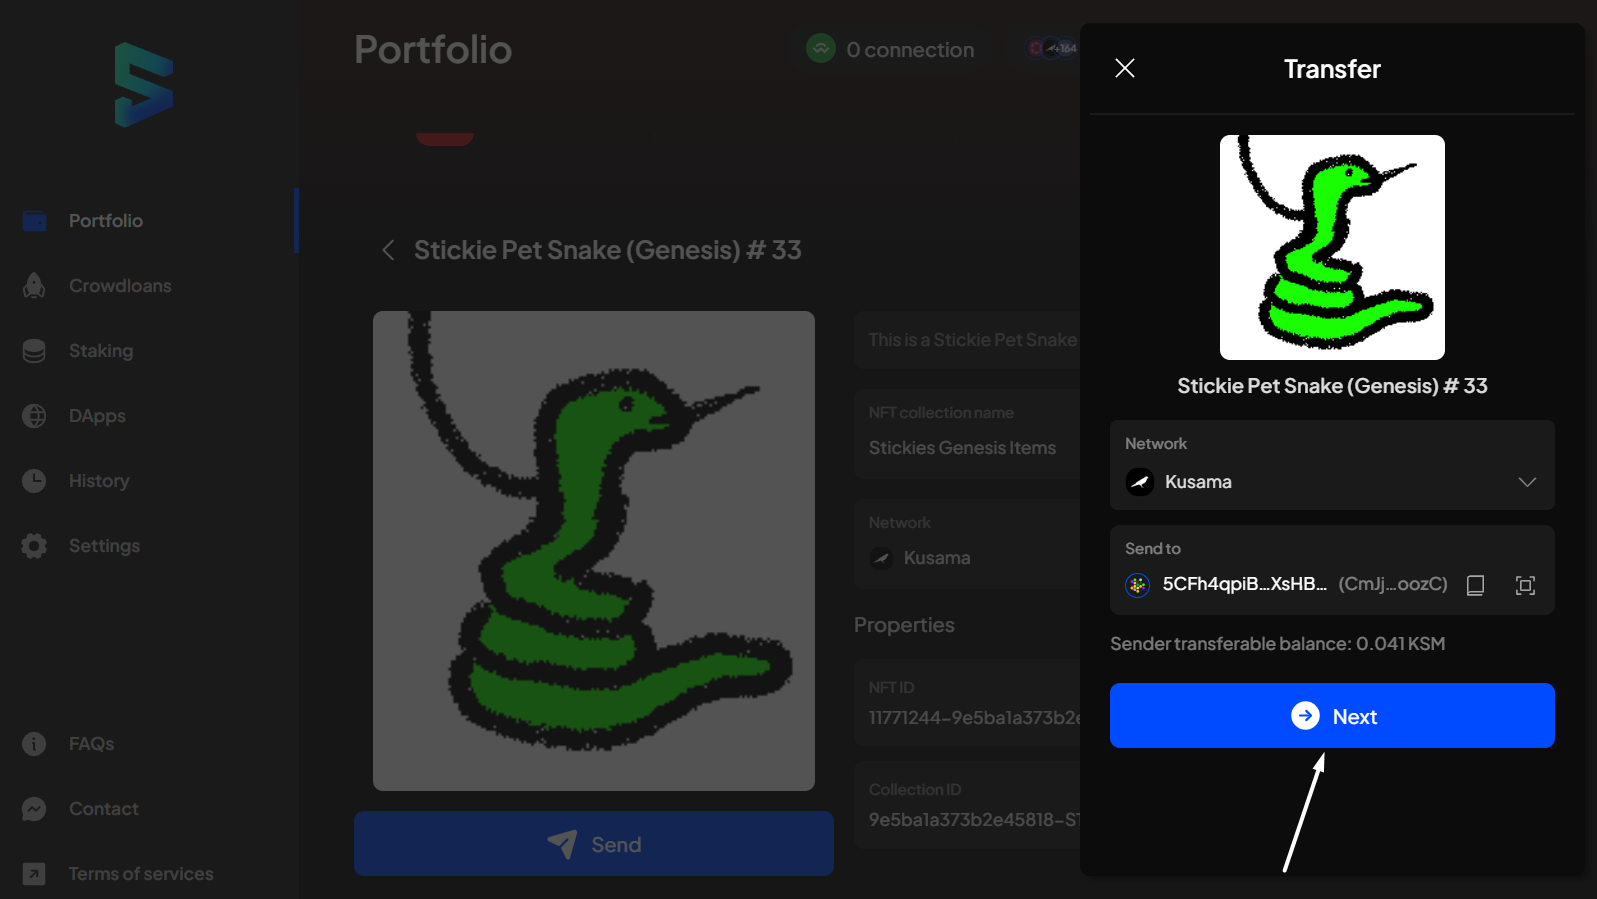 Portfolio
Crowdloans
Staking
DApps
History
Settings
FAQs
Contact
Terms of services
Portfolio
0 connection
+164
Stickie Pet Snake (Genesis) # 33
Send
This is a Stickie Pet Snake
NFT collection name
Stickies Genesis Items
Network
Kusama
Properties
NFT ID
11771244-9e5ba1a373b2e
Collection ID
9e5ba1a373b2e45818-ST
Transfer
Stickie Pet Snake (Genesis) # 33
Network
Kusama
Send to
5CFh4qpiB...XsHB... (CmJj...oozC)
Sender transferable balance: 0.041 KSM
Next